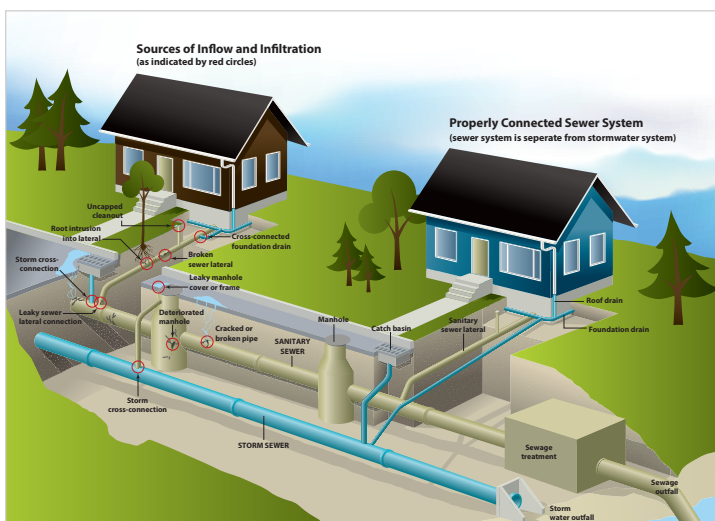 Sources of Inflow and Infiltration
(as indicated by red circles)
Properly Connected Sewer System
(sewer system is seperate from stormwater system)
Uncapped
cleanout
Root intrusion
into lateral
Cross-connected
foundation drain
Broken
sewer lateral
Storm cross-
connection
Leaky manhole
cover or frame
Leaky sewer
lateral connection
Deteriorated
manhole
Cracked or
broken pipe
SANITARY
SEWER
Manhole
Catch basin
Sanitary
sewer lateral
Roof drain
Foundation drain
Storm
cross-connection
STORM SEWER
Sewage
treatment
Sewage
outfall
Storm
water outfall